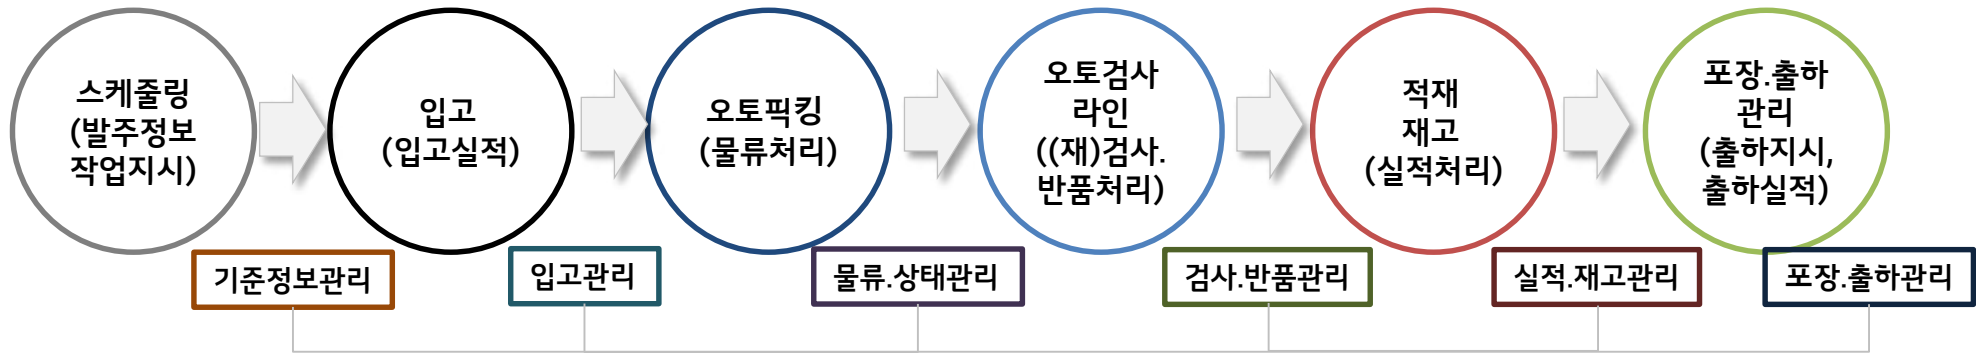 스케줄링
(발주정보
작업지시)
입고
(입고실적)
오토픽킹
(물류처리)
오토검사
라인
((재)검사.
반품처리)
적재
재고
(실적처리)
포장.출하
관리
(출하지시,
출하실적)
기준정보관리
입고관리
물류.상태관리
검사.반품관리
실적.재고관리
포장.출하관리